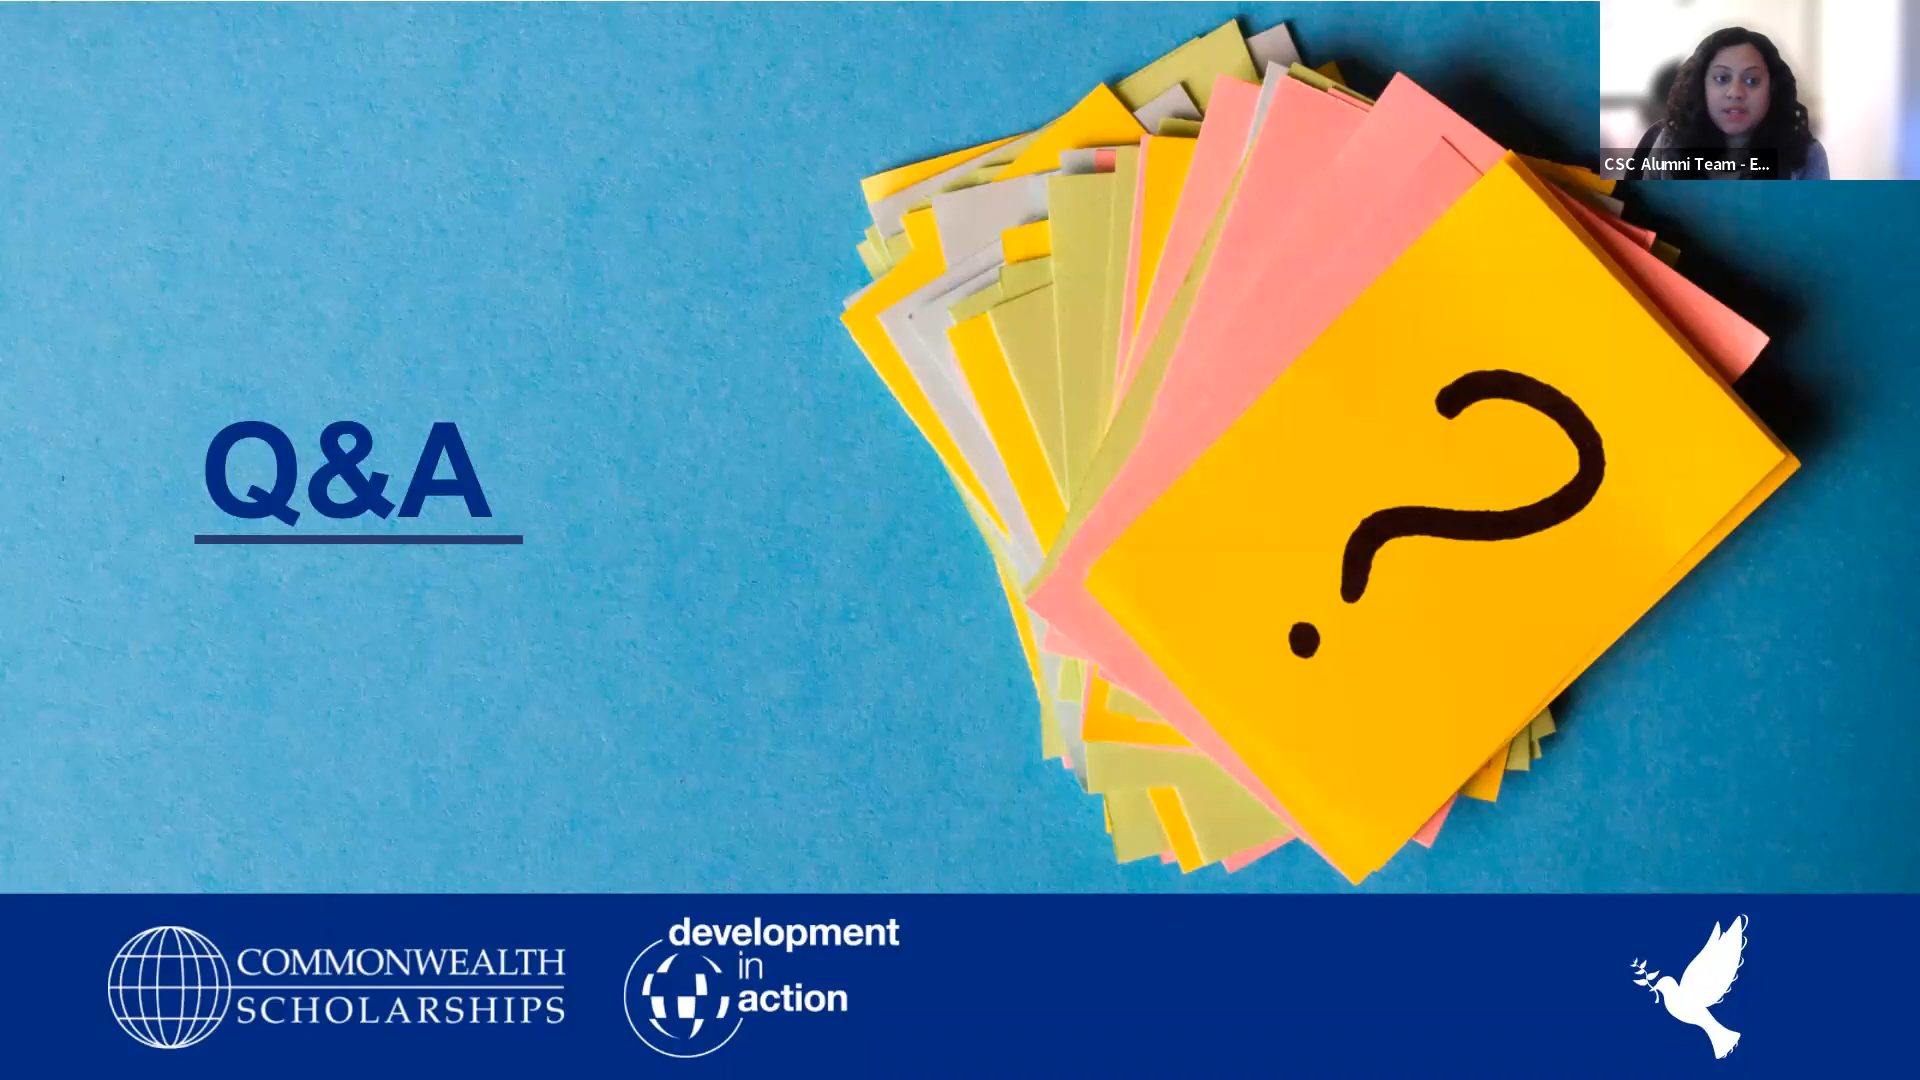 CSC Alumni Team - E...
Q&A
?
COMMONWEALTH
SCHOLARSHIPS
development
in
action